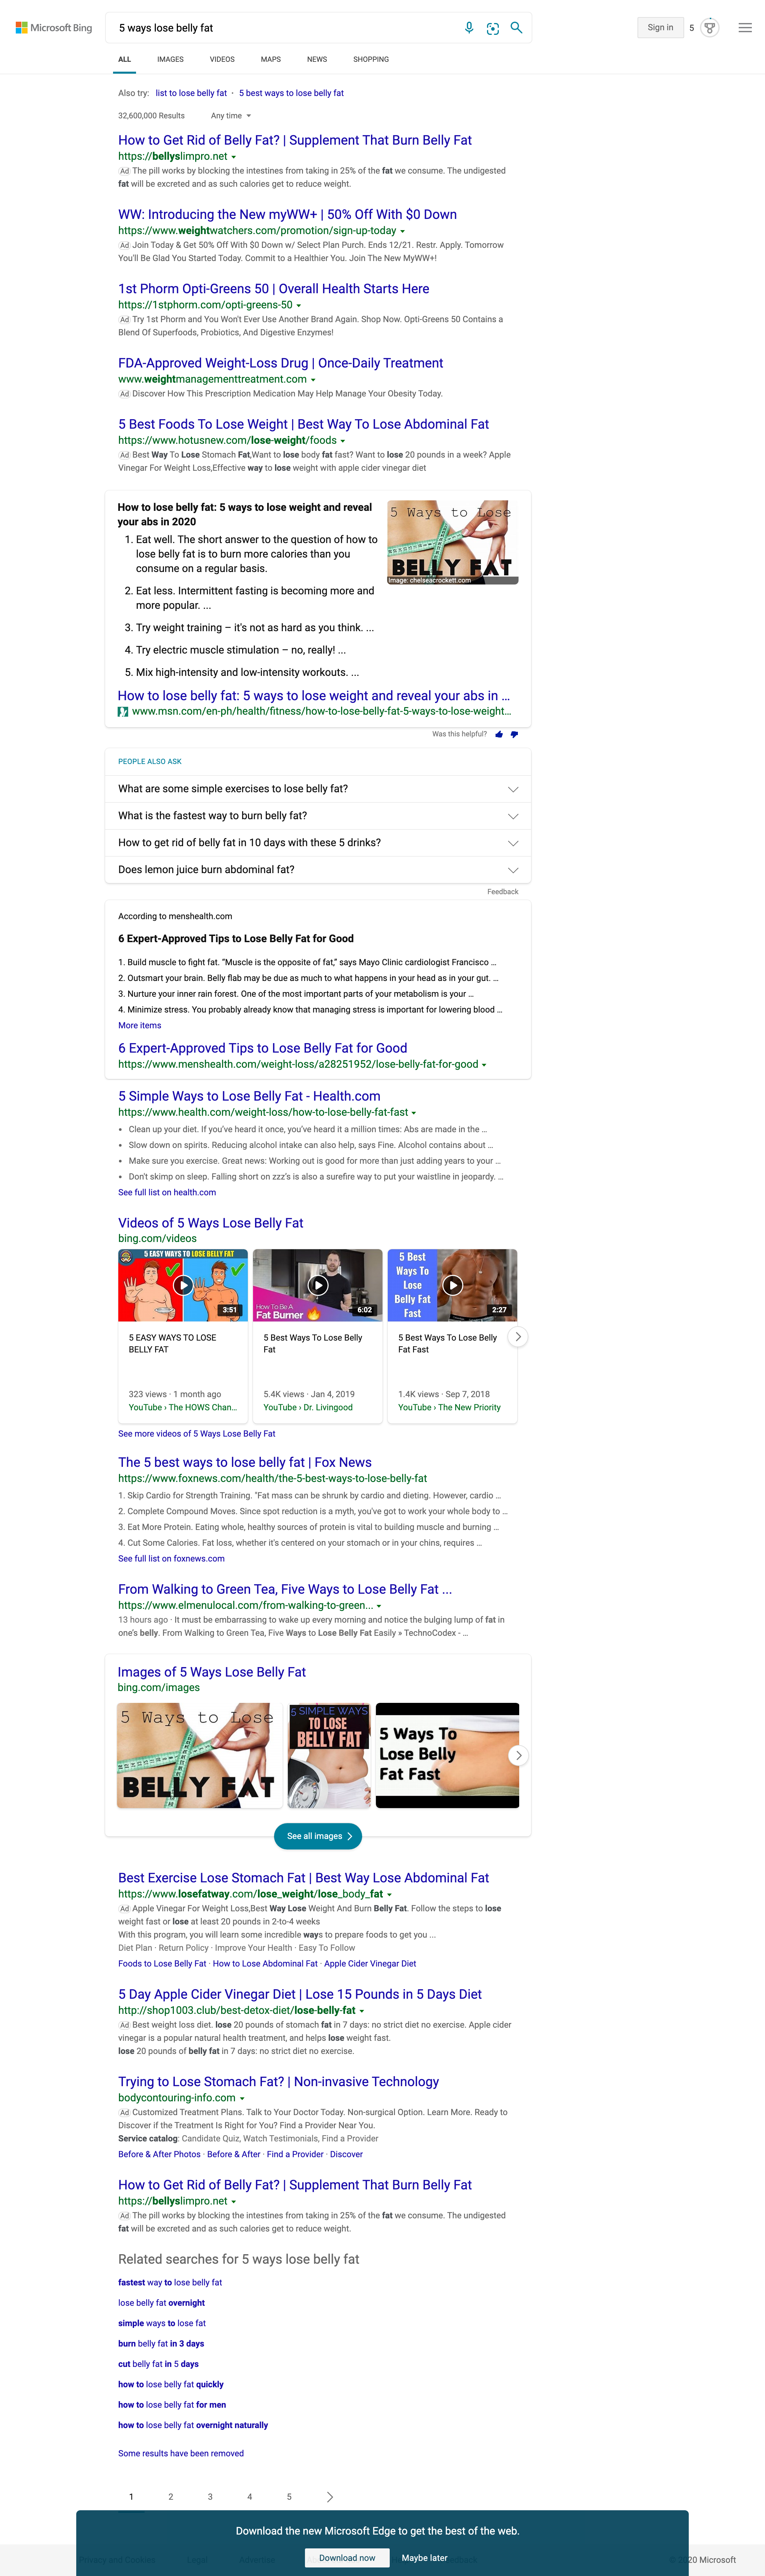 Microsoft Bing
5 ways lose belly fat
Sign in
5
ALL IMAGES VIDEOS MAPS NEWS SHOPPING
Also try: list to lose belly fat · 5 best ways to lose belly fat
32,600,000 Results Any time
How to Get Rid of Belly Fat? | Supplement That Burn Belly Fat
https://bellyslimpro.net
Ad The pill works by blocking the intestines from taking in 25% of the fat we consume. The undigested
fat will be excreted and as such calories get to reduce weight.
WW: Introducing the New myWW+ | 50% Off With $0 Down
https://www.weightwatchers.com/promotion/sign-up-today
Ad Join Today & Get 50% Off With $0 Down w/ Select Plan Purch. Ends 12/21. Restr. Apply. Tomorrow
You'll Be Glad You Started Today. Commit to a Healthier You. Join The New MyWW+!
1st Phorm Opti-Greens 50 | Overall Health Starts Here
https://1stphorm.com/opti-greens-50
Ad Try 1st Phorm and You Won't Ever Use Another Brand Again. Shop Now. Opti-Greens 50 Contains a
Blend Of Superfoods, Probiotics, And Digestive Enzymes!
FDA-Approved Weight-Loss Drug | Once-Daily Treatment
www.weightmanagementtreatment.com
Ad Discover How This Prescription Medication May Help Manage Your Obesity Today.
5 Best Foods To Lose Weight | Best Way To Lose Abdominal Fat
https://www.hotusnew.com/lose-weight/foods
Ad Best Way To Lose Stomach Fat,Want to lose body fat fast? Want to lose 20 pounds in a week? Apple
Vinegar For Weight Loss,Effective way to lose weight with apple cider vinegar diet
How to lose belly fat: 5 ways to lose weight and reveal
your abs in 2020
1. Eat well. The short answer to the question of how to
lose belly fat is to burn more calories than you
consume on a regular basis.
2. Eat less. Intermittent fasting is becoming more and
more popular. ...
3. Try weight training – it's not as hard as you think. ...
4. Try electric muscle stimulation – no, really! ...
5. Mix high-intensity and low-intensity workouts. ...
5 Ways to Lose
BELLY FAT
Image: chelseacrockett.com
How to lose belly fat: 5 ways to lose weight and reveal your abs in ...
www.msn.com/en-ph/health/fitness/how-to-lose-belly-fat-5-ways-to-lose-weight...
Was this helpful?
PEOPLE ALSO ASK
What are some simple exercises to lose belly fat?
What is the fastest way to burn belly fat?
How to get rid of belly fat in 10 days with these 5 drinks?
Does lemon juice burn abdominal fat?
Feedback
According to menshealth.com
6 Expert-Approved Tips to Lose Belly Fat for Good
1. Build muscle to fight fat. “Muscle is the opposite of fat,” says Mayo Clinic cardiologist Francisco ...
2. Outsmart your brain. Belly flab may be due as much to what happens in your head as in your gut. ...
3. Nurture your inner rain forest. One of the most important parts of your metabolism is your ...
4. Minimize stress. You probably already know that managing stress is important for lowering blood ...
More items
6 Expert-Approved Tips to Lose Belly Fat for Good
https://www.menshealth.com/weight-loss/a28251952/lose-belly-fat-for-good
5 Simple Ways to Lose Belly Fat - Health.com
https://www.health.com/weight-loss/how-to-lose-belly-fat-fast
• Clean up your diet. If you've heard it once, you've heard it a million times: Abs are made in the ...
• Slow down on spirits. Reducing alcohol intake can also help, says Fine. Alcohol contains about ...
• Make sure you exercise. Great news: Working out is good for more than just adding years to your ...
• Don't skimp on sleep. Falling short on zzz's is also a surefire way to put your waistline in jeopardy. ...
See full list on health.com
Videos of 5 Ways Lose Belly Fat
bing.com/videos
5 EASY WAYS TO LOSE BELLY FAT
3:51
How To Be A
Fat Burner
6:02
5 Best
Ways To
Lose
Belly Fat
Fast
2:27
5 EASY WAYS TO LOSE
BELLY FAT
323 views · 1 month ago
YouTube › The HOWS Chan...
5 Best Ways To Lose Belly
Fat
5.4K views · Jan 4, 2019
YouTube › Dr. Livingood
5 Best Ways To Lose Belly
Fat Fast
1.4K views · Sep 7, 2018
YouTube › The New Priority
See more videos of 5 Ways Lose Belly Fat
The 5 best ways to lose belly fat | Fox News
https://www.foxnews.com/health/the-5-best-ways-to-lose-belly-fat
1. Skip Cardio for Strength Training. "Fat mass can be shrunk by cardio and dieting. However, cardio ...
2. Complete Compound Moves. Since spot reduction is a myth, you've got to work your whole body to ...
3. Eat More Protein. Eating whole, healthy sources of protein is vital to building muscle and burning ...
4. Cut Some Calories. Fat loss, whether it's centered on your stomach or in your chins, requires ...
See full list on foxnews.com
From Walking to Green Tea, Five Ways to Lose Belly Fat ...
https://www.elmenulocal.com/from-walking-to-green...
13 hours ago · It must be embarrassing to wake up every morning and notice the bulging lump of fat in
one's belly. From Walking to Green Tea, Five Ways to Lose Belly Fat Easily » TechnoCodex - ...
Images of 5 Ways Lose Belly Fat
bing.com/images
5 Ways to Lose
BELLY FAT
5 SIMPLE WAYS
TO LOSE
BELLY FAT
5 Ways To
Lose Belly
Fat Fast
See all images
Best Exercise Lose Stomach Fat | Best Way Lose Abdominal Fat
https://www.losefatway.com/lose_weight/lose_body_fat
Ad Apple Vinegar For Weight Loss,Best Way Lose Weight And Burn Belly Fat. Follow the steps to lose
weight fast or lose at least 20 pounds in 2-to-4 weeks
With this program, you will learn some incredible ways to prepare foods to get you ...
Diet Plan · Return Policy · Improve Your Health · Easy To Follow
Foods to Lose Belly Fat · How to Lose Abdominal Fat · Apple Cider Vinegar Diet
5 Day Apple Cider Vinegar Diet | Lose 15 Pounds in 5 Days Diet
http://shop1003.club/best-detox-diet/lose-belly-fat
Ad Best weight loss diet. lose 20 pounds of stomach fat in 7 days: no strict diet no exercise. Apple cider
vinegar is a popular natural health treatment, and helps lose weight fast.
lose 20 pounds of belly fat in 7 days: no strict diet no exercise.
Trying to Lose Stomach Fat? | Non-invasive Technology
bodycontouring-info.com
Ad Customized Treatment Plans. Talk to Your Doctor Today. Non-surgical Option. Learn More. Ready to
Discover if the Treatment Is Right for You? Find a Provider Near You.
Service catalog: Candidate Quiz, Watch Testimonials, Find a Provider
Before & After Photos · Before & After · Find a Provider · Discover
How to Get Rid of Belly Fat? | Supplement That Burn Belly Fat
https://bellyslimpro.net
Ad The pill works by blocking the intestines from taking in 25% of the fat we consume. The undigested
fat will be excreted and as such calories get to reduce weight.
Related searches for 5 ways lose belly fat
fastest way to lose belly fat
lose belly fat overnight
simple ways to lose fat
burn belly fat in 3 days
cut belly fat in 5 days
how to lose belly fat quickly
how to lose belly fat for men
how to lose belly fat overnight naturally
Some results have been removed
1 2 3 4 5
Download the new Microsoft Edge to get the best of the web.
Download now Maybe later
20 Microsoft